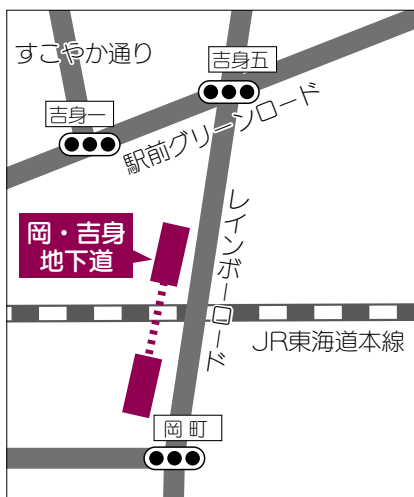 すこやか通り
吉身五
吉身一
駅前グリーンロード
レインボーロード
岡・吉身
地下道
JR東海道本線
岡町